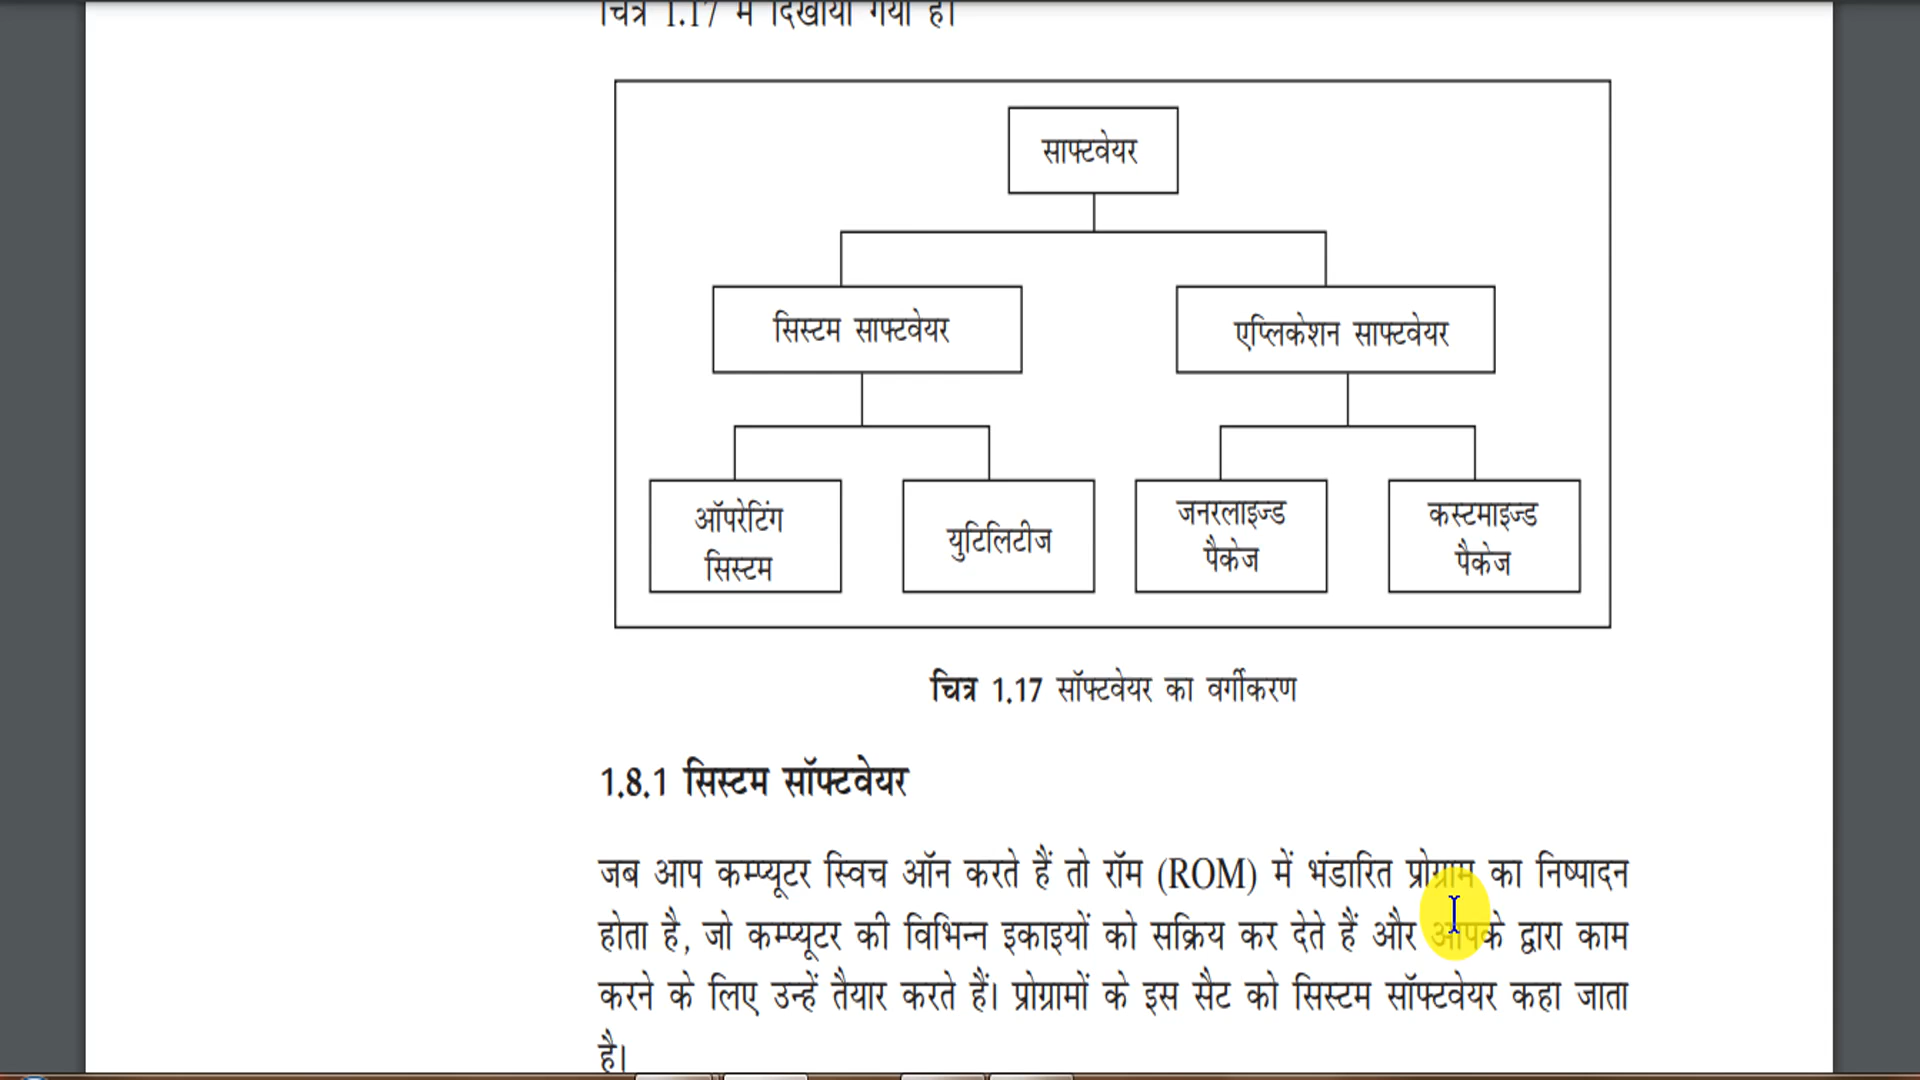 चित्र 1.17 में दिखाया गया है।
साफ्टवेयर
सिस्टम साफ्टवेयर
एप्लिकेशन साफ्टवेयर
ऑपरेटिंग
सिस्टम
युटिलिटीज
जनरलाइज्ड
पैकेज
कस्टमाइज्ड
पैकेज
चित्र 1.17 सॉफ्टवेयर का वर्गीकरण
1.8.1 सिस्टम सॉफ्टवेयर
जब आप कम्प्यूटर स्विच ऑन करते हैं तो रॉम (ROM) में भंडारित प्रोग्राम का निष्पादन
होता है, जो कम्प्यूटर की विभिन्न इकाइयों को सक्रिय कर देते हैं और आपके द्वारा काम
करने के लिए उन्हें तैयार करते हैं। प्रोग्रामों के इस सैट को सिस्टम सॉफ्टवेयर कहा जाता
है।